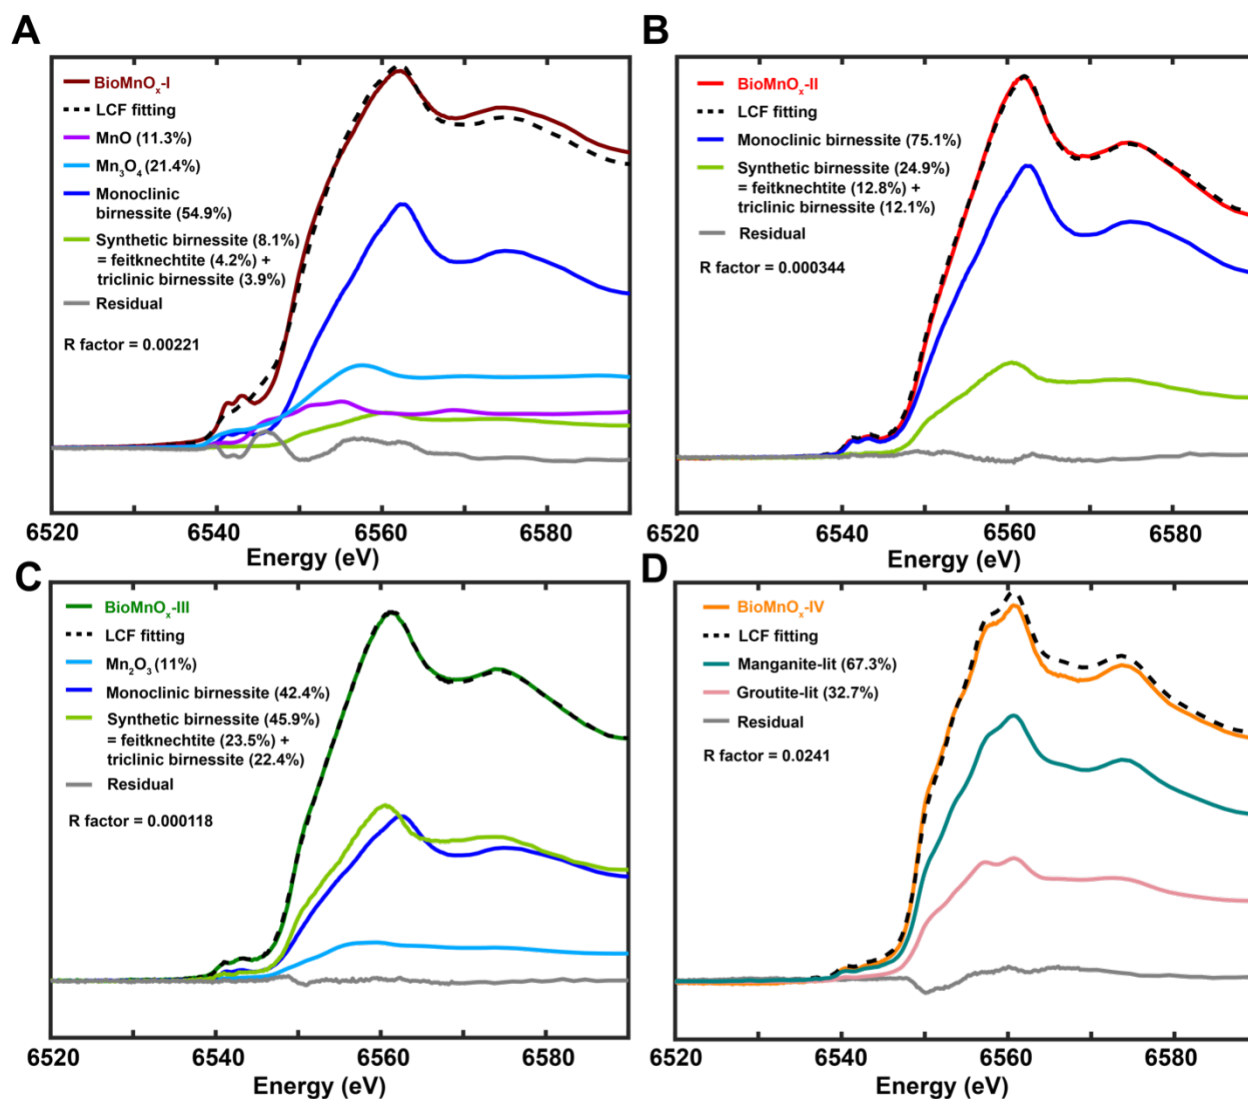 A
BioMnOₓ-I
LCF fitting
MnO (11.3%)
Mn₃O₄ (21.4%)
Monoclinic
birnessite (54.9%)
Synthetic birnessite (8.1%)
= feitknechtite (4.2%) +
triclinic birnessite (3.9%)
Residual
R factor = 0.00221
6520 6540 6560 6580
Energy (eV)
B
BioMnOₓ-II
LCF fitting
Monoclinic birnessite (75.1%)
Synthetic birnessite (24.9%)
= feitknechtite (12.8%) +
triclinic birnessite (12.1%)
Residual
R factor = 0.000344
6520 6540 6560 6580
Energy (eV)
C
BioMnOₓ-III
LCF fitting
Mn₂O₃ (11%)
Monoclinic birnessite (42.4%)
Synthetic birnessite (45.9%)
= feitknechtite (23.5%) +
triclinic birnessite (22.4%)
Residual
R factor = 0.000118
6520 6540 6560 6580
Energy (eV)
D
BioMnOₓ-IV
LCF fitting
Manganite-lit (67.3%)
Groutite-lit (32.7%)
Residual
R factor = 0.0241
6520 6540 6560 6580
Energy (eV)